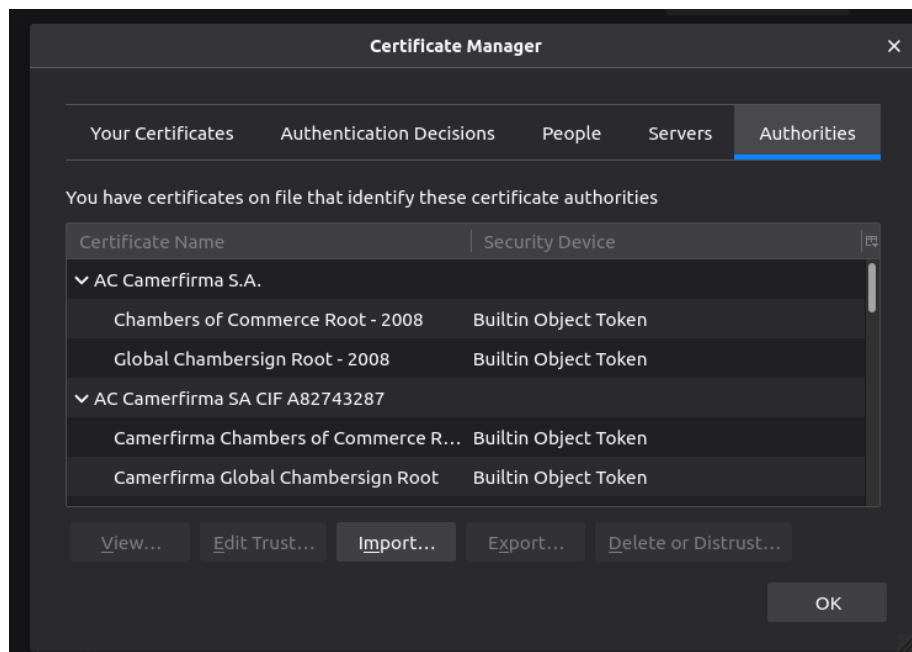 Certificate Manager
Your Certificates Authentication Decisions People Servers Authorities
You have certificates on file that identify these certificate authorities
Certificate Name Security Device
AC Camerfirma S.A.
Chambers of Commerce Root - 2008 Builtin Object Token
Global Chambersign Root - 2008 Builtin Object Token
AC Camerfirma SA CIF A82743287
Camerfirma Chambers of Commerce R... Builtin Object Token
Camerfirma Global Chambersign Root Builtin Object Token
View... Edit Trust... Import... Export... Delete or Distrust...
OK